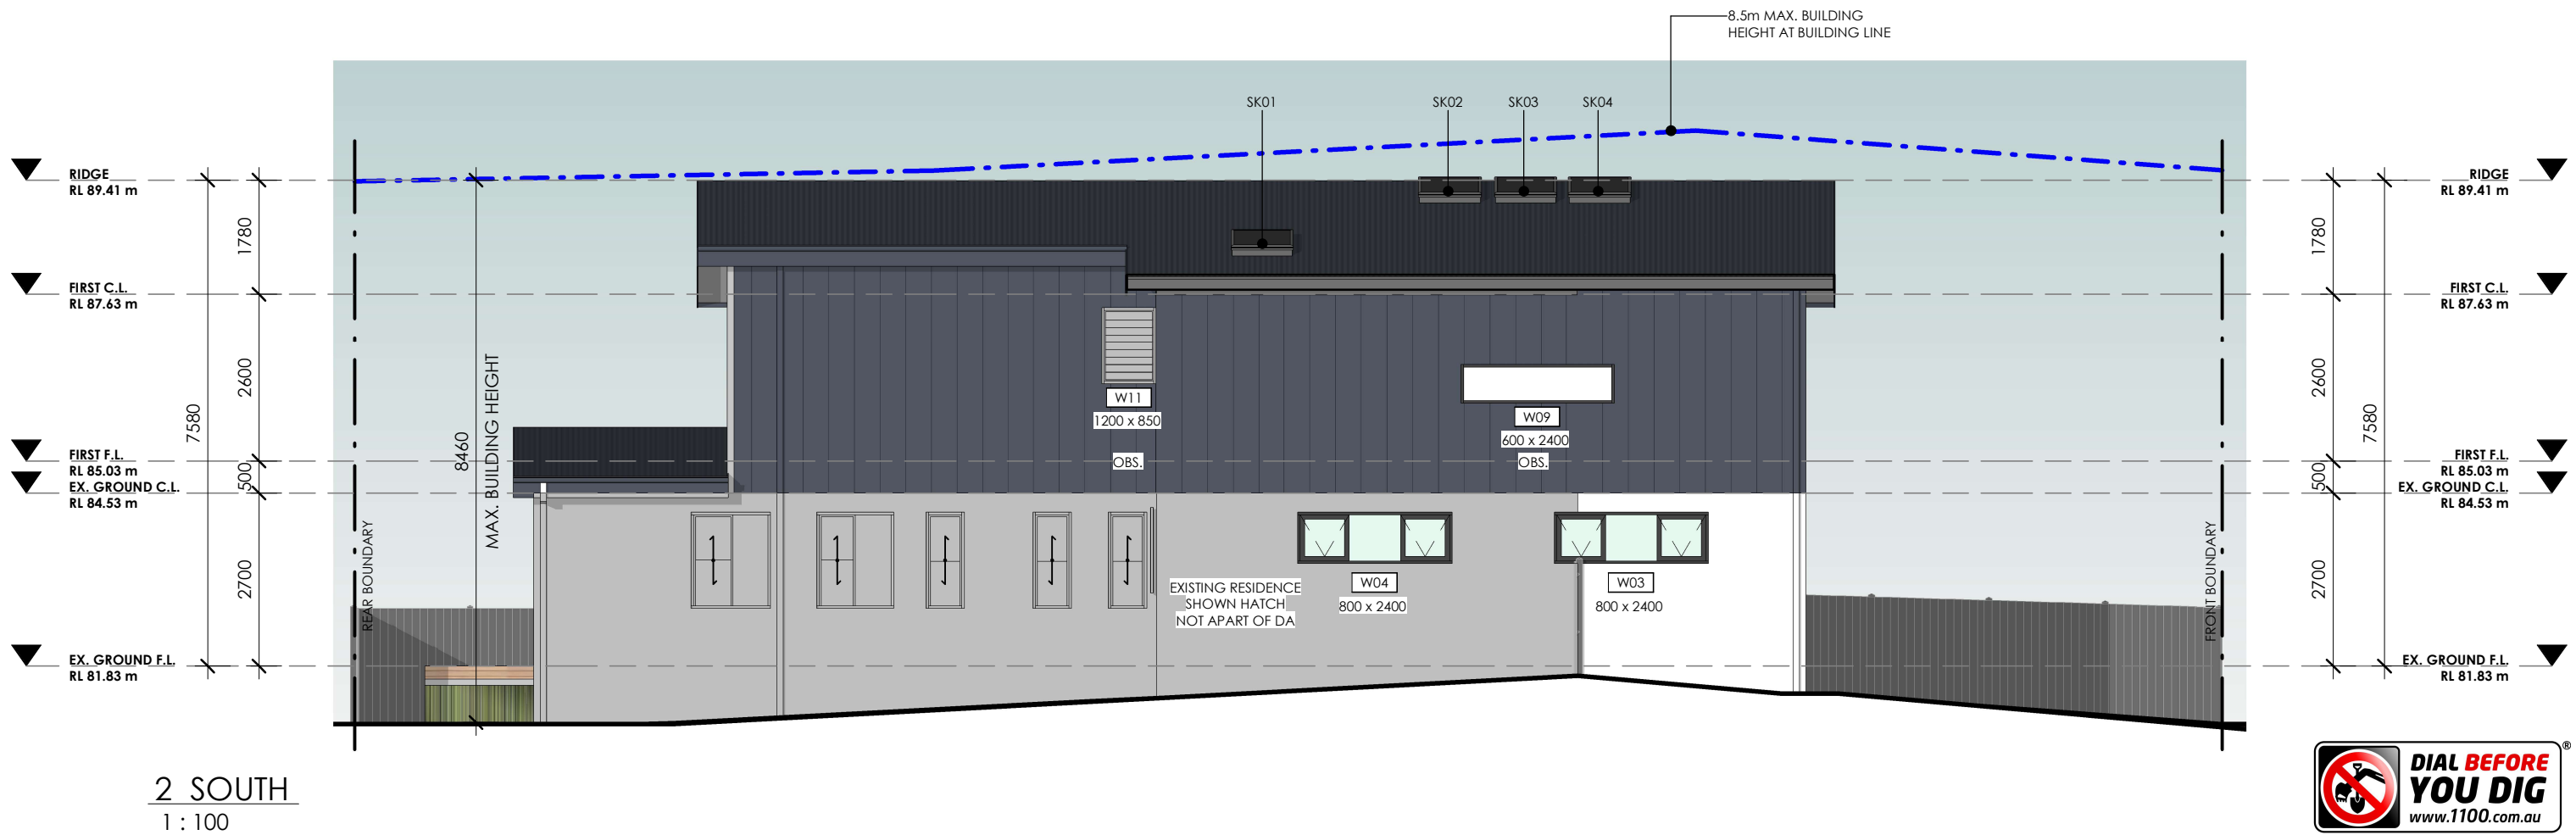 8.5m MAX. BUILDING
HEIGHT AT BUILDING LINE
SK01
SK02
SK03
SK04
RIDGE
RL 89.41 m
FIRST C.L.
RL 87.63 m
FIRST F.L.
RL 85.03 m
EX. GROUND C.L.
RL 84.53 m
EX. GROUND F.L.
RL 81.83 m
7580
1780
2600
500
2700
REAR BOUNDARY
8460
MAX. BUILDING HEIGHT
W11
1200 x 850
OBS.
W09
600 x 2400
OBS.
EXISTING RESIDENCE
SHOWN HATCH
NOT APART OF DA
W04
800 x 2400
W03
800 x 2400
FRONT BOUNDARY
1780
2600
500
2700
7580
RIDGE
RL 89.41 m
FIRST C.L.
RL 87.63 m
FIRST F.L.
RL 85.03 m
EX. GROUND C.L.
RL 84.53 m
EX. GROUND F.L.
RL 81.83 m
2 SOUTH
1 : 100
DIAL BEFORE
YOU DIG
www.1100.com.au
®